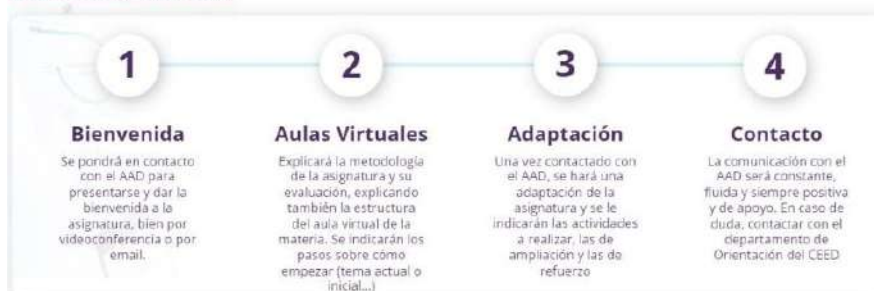 1
2
3
4
Bienvenida
Se pondrá en contacto
con el AAD para
presentarse y dar la
bienvenida a la
asignatura, bien por
videoconferencia o por
email.
Aulas Virtuales
Explicará la metodología
de la asignatura y su
evaluación, explicando
también la estructura
del aula virtual de la
materia. Se indicarán los
pasos sobre cómo
empezar (tema actual o
inicial...)
Adaptación
Una vez contactado con
el AAD, se hará una
adaptación de la
asignatura y se le
indicarán las actividades
a realizar, las de
ampliación y las de
refuerzo
Contacto
La comunicación con el
AAD será constante,
fluida y siempre positiva
y de apoyo. En caso de
duda, contactar con el
departamento de
Orientación del CEED